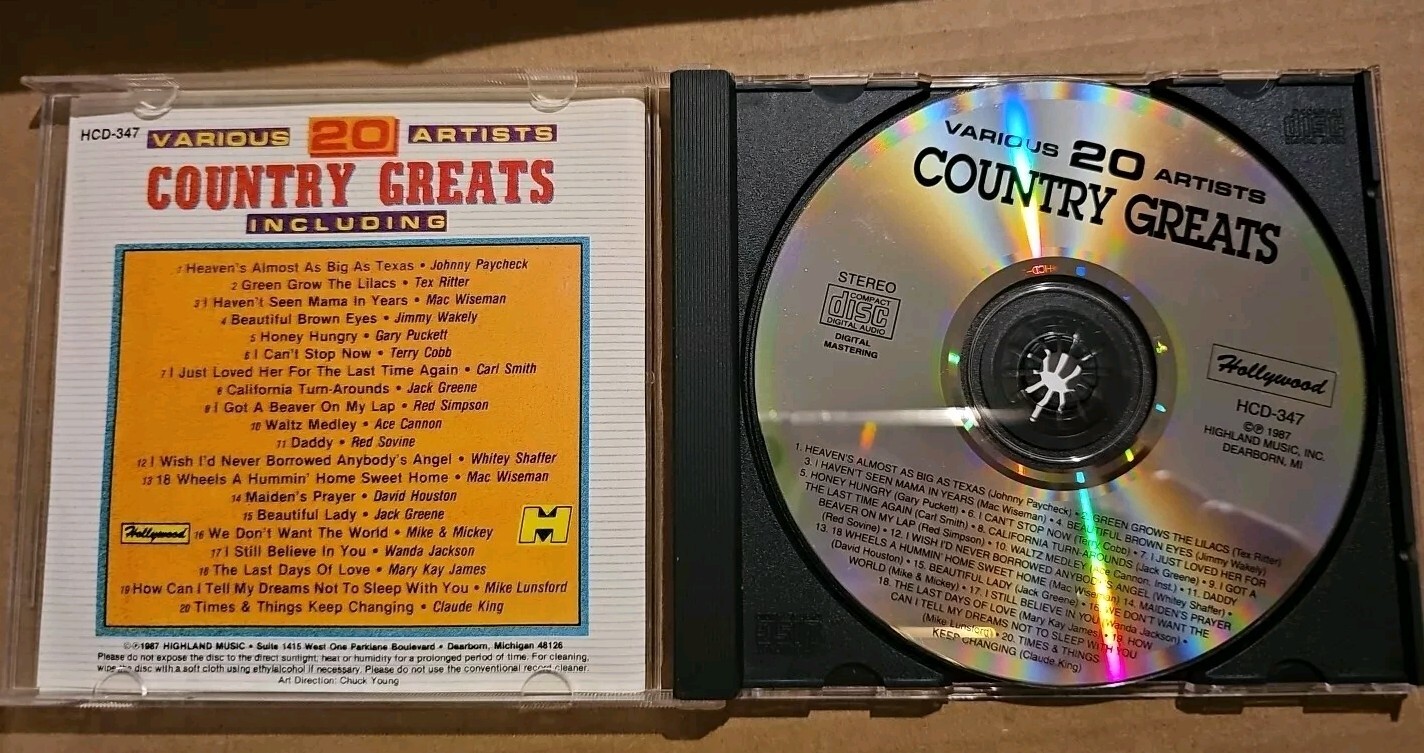 HCD-347
VARIOUS 20 ARTISTS
COUNTRY GREATS
INCLUDING
1 Heaven's Almost As Big As Texas • Johnny Paycheck
2 Green Grow The Lilacs • Tex Ritter
3 I Haven't Seen Mama In Years • Mac Wiseman
4 Beautiful Brown Eyes • Jimmy Wakely
5 Honey Hungry • Gary Puckett
6 I Can't Stop Now • Terry Cobb
7 I Just Loved Her For The Last Time Again • Carl Smith
8 California Turn-Arounds • Jack Greene
9 I Got A Beaver On My Lap • Red Simpson
10 Waltz Medley • Ace Cannon
11 Daddy • Red Sovine
12 I Wish I'd Never Borrowed Anybody's Angel • Whitey Shaffer
13 18 Wheels A Hummin' Home Sweet Home • Mac Wiseman
14 Maiden's Prayer • David Houston
15 Beautiful Lady • Jack Greene
Hollywood
16 We Don't Want The World • Mike & Mickey
17 I Still Believe In You • Wanda Jackson
18 The Last Days Of Love • Mary Kay James
19 How Can I Tell My Dreams Not To Sleep With You • Mike Lunsford
20 Times & Things Keep Changing • Claude King
H
©℗1987 HIGHLAND MUSIC • Suite 1415 West One Parklane Boulevard • Dearborn, Michigan 48126
Please do not expose the disc to the direct sunlight, heat or humidity for a prolonged period of time. For cleaning,
wipe the disc with a soft cloth using ethylalcohol if necessary. Please do not use the conventional record cleaner.
Art Direction: Chuck Young
VARIOUS 20 ARTISTS
COUNTRY GREATS
STEREO
COMPACT
disc
DIGITAL AUDIO
DIGITAL
MASTERING
Hollywood
HCD-347
©℗ 1987
HIGHLAND MUSIC, INC.
DEARBORN, MI
1. HEAVEN'S ALMOST AS BIG AS TEXAS (Johnny Paycheck) • 2. GREEN GROWS THE LILACS (Tex Ritter)
3. I HAVEN'T SEEN MAMA IN YEARS (Mac Wiseman) • 4. BEAUTIFUL BROWN EYES (Jimmy Wakely)
5. HONEY HUNGRY (Gary Puckett) • 6. I CAN'T STOP NOW (Terry Cobb) • 7. I JUST LOVED HER FOR
THE LAST TIME AGAIN (Carl Smith) • 8. CALIFORNIA TURN-AROUNDS (Jack Greene) • 9. I GOT A
BEAVER ON MY LAP (Red Simpson) • 10. WALTZ MEDLEY (Ace Cannon, Inst.) • 11. DADDY
(Red Sovine) • 12. I WISH I'D NEVER BORROWED ANYBODY'S ANGEL (Whitey Shaffer) •
13. 18 WHEELS A HUMMIN' HOME SWEET HOME (Mac Wiseman) 14. MAIDEN'S PRAYER
(David Houston) • 15. BEAUTIFUL LADY (Jack Greene) • 16. WE DON'T WANT THE
WORLD (Mike & Mickey) • 17. I STILL BELIEVE IN YOU (Wanda Jackson) •
18. THE LAST DAYS OF LOVE (Mary Kay James) • 19. HOW
CAN I TELL MY DREAMS NOT TO SLEEP WITH YOU
(Mike Lunsford) • 20. TIMES & THINGS
KEEP CHANGING (Claude King)
COMPACT
disc